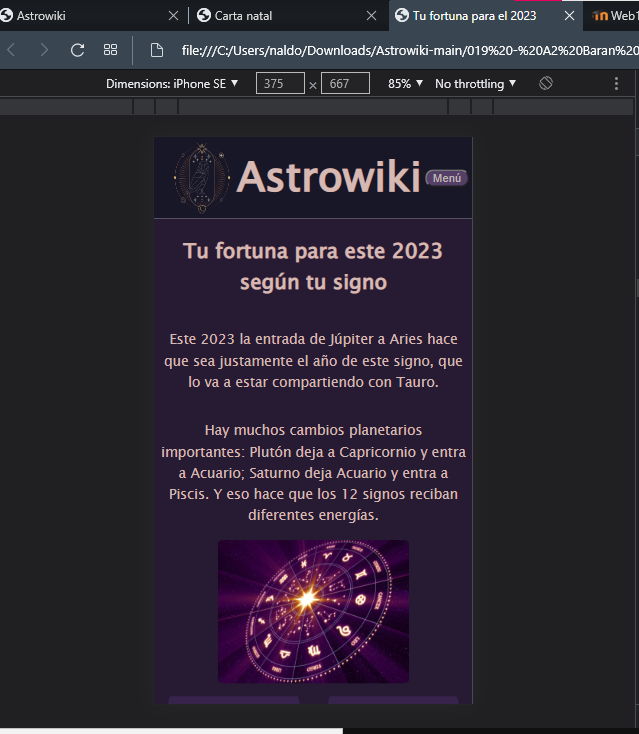 Astrowiki
Carta natal
Tu fortuna para el 2023
Web1
file:///C:/Users/naldo/Downloads/Astrowiki-main/019%20-%20A2%20Baran%20
Dimensions: iPhone SE 375 × 667 85% No throttling
Astrowiki Menú
Tu fortuna para este 2023
según tu signo
Este 2023 la entrada de Júpiter a Aries hace
que sea justamente el año de este signo, que
lo va a estar compartiendo con Tauro.
Hay muchos cambios planetarios
importantes: Plutón deja a Capricornio y entra
a Acuario; Saturno deja Acuario y entra a
Piscis. Y eso hace que los 12 signos reciban
diferentes energías.